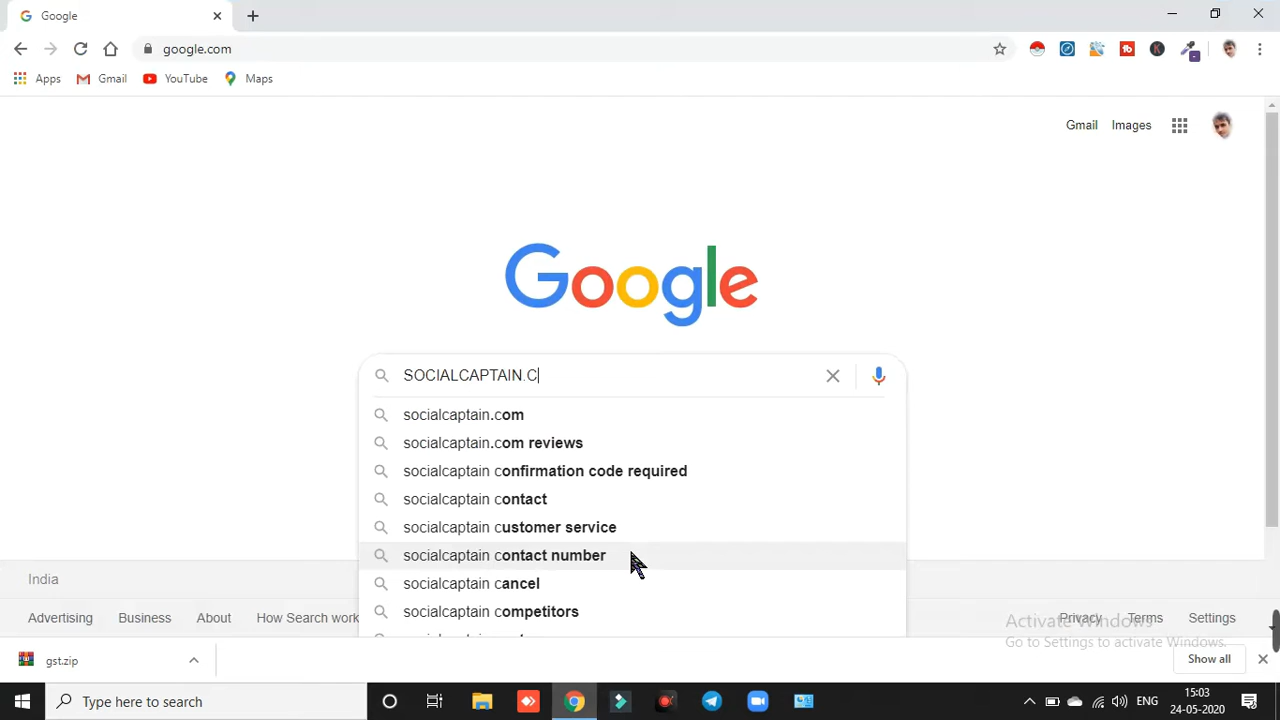 Google
google.com
Apps Gmail YouTube Maps
Gmail Images
Google
SOCIALCAPTAIN.C
socialcaptain.com
socialcaptain.com reviews
socialcaptain confirmation code required
socialcaptain contact
socialcaptain customer service
socialcaptain contact number
socialcaptain cancel
socialcaptain competitors
India
Advertising Business About How Search work Privacy Terms Settings
Activate Windows
Go to Settings to activate Windows.
gst.zip Show all
Type here to search
ENG
15:03
24-05-2020